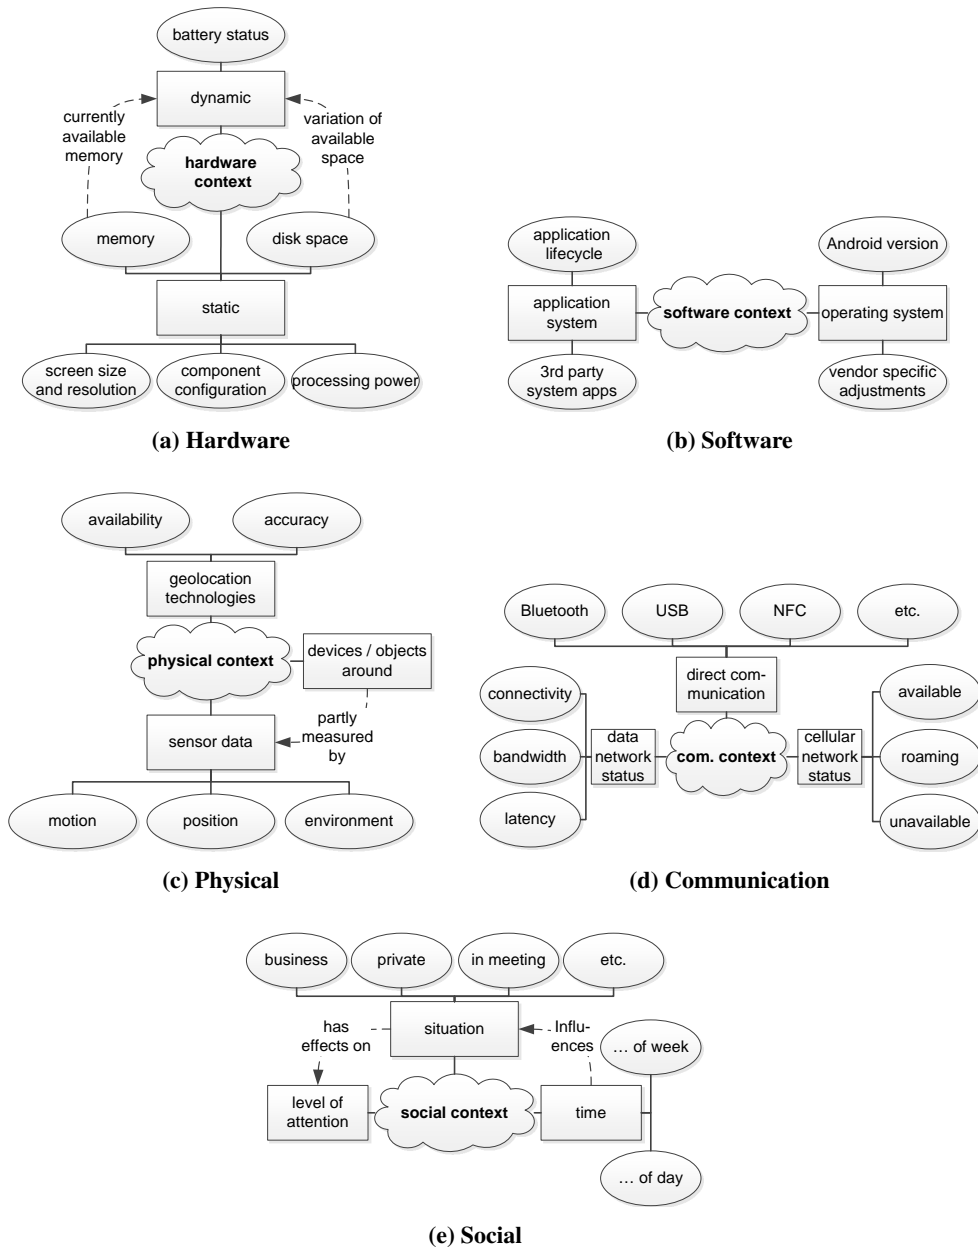 battery status
dynamic
currently
available
memory
variation of
available
space
hardware
context
memory
disk space
static
screen size
and resolution
component
configuration
processing power
(a) Hardware
application
lifecycle
application
system
3rd party
system apps
software context
Android version
operating system
vendor specific
adjustments
(b) Software
availability
accuracy
geolocation
technologies
physical context
devices / objects
around
partly
measured
by
sensor data
motion
position
environment
(c) Physical
Bluetooth
USB
NFC
etc.
direct com-
munication
connectivity
bandwidth
latency
data
network
status
com. context
cellular
network
status
available
roaming
unavailable
(d) Communication
business
private
in meeting
etc.
has
effects on
situation
Influ-
ences
level of
attention
social context
time
... of week
... of day
(e) Social